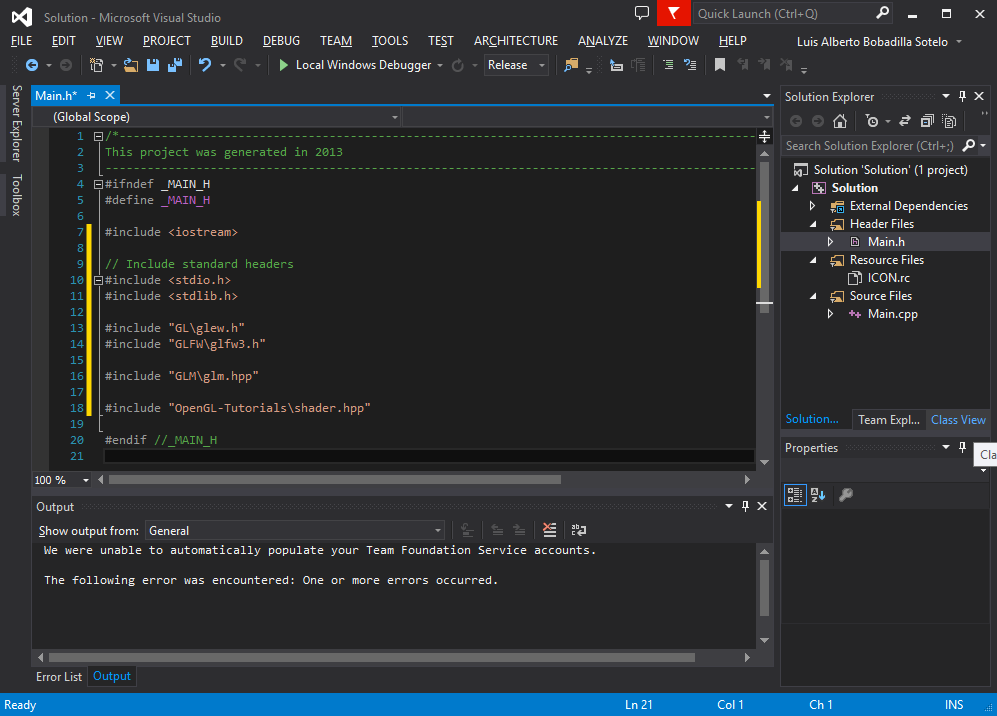 Solution - Microsoft Visual Studio
Quick Launch (Ctrl+Q)
FILE EDIT VIEW PROJECT BUILD DEBUG TEAM TOOLS TEST ARCHITECTURE ANALYZE WINDOW HELP
Luis Alberto Bobadilla Sotelo
Local Windows Debugger Release
Server Explorer
Toolbox
Main.h*
(Global Scope)
1 /*-----------------------------------------------------------------------------------------------
2 This project was generated in 2013
3 -----------------------------------------------------------------------------------------------
4 #ifndef _MAIN_H
5 #define _MAIN_H
6
7 #include <iostream>
8
9 // Include standard headers
10 #include <stdio.h>
11 #include <stdlib.h>
12
13 #include "GL\glew.h"
14 #include "GLFW\glfw3.h"
15
16 #include "GLM\glm.hpp"
17
18 #include "OpenGL-Tutorials\shader.hpp"
19
20 #endif //_MAIN_H
21
100 %
Output
Show output from: General
We were unable to automatically populate your Team Foundation Service accounts.
The following error was encountered: One or more errors occurred.
Error List Output
Solution Explorer
Search Solution Explorer (Ctrl+;)
Solution 'Solution' (1 project)
Solution
External Dependencies
Header Files
Main.h
Resource Files
ICON.rc
Source Files
Main.cpp
Solution... Team Expl... Class View
Properties
Cla
Ready Ln 21 Col 1 Ch 1 INS